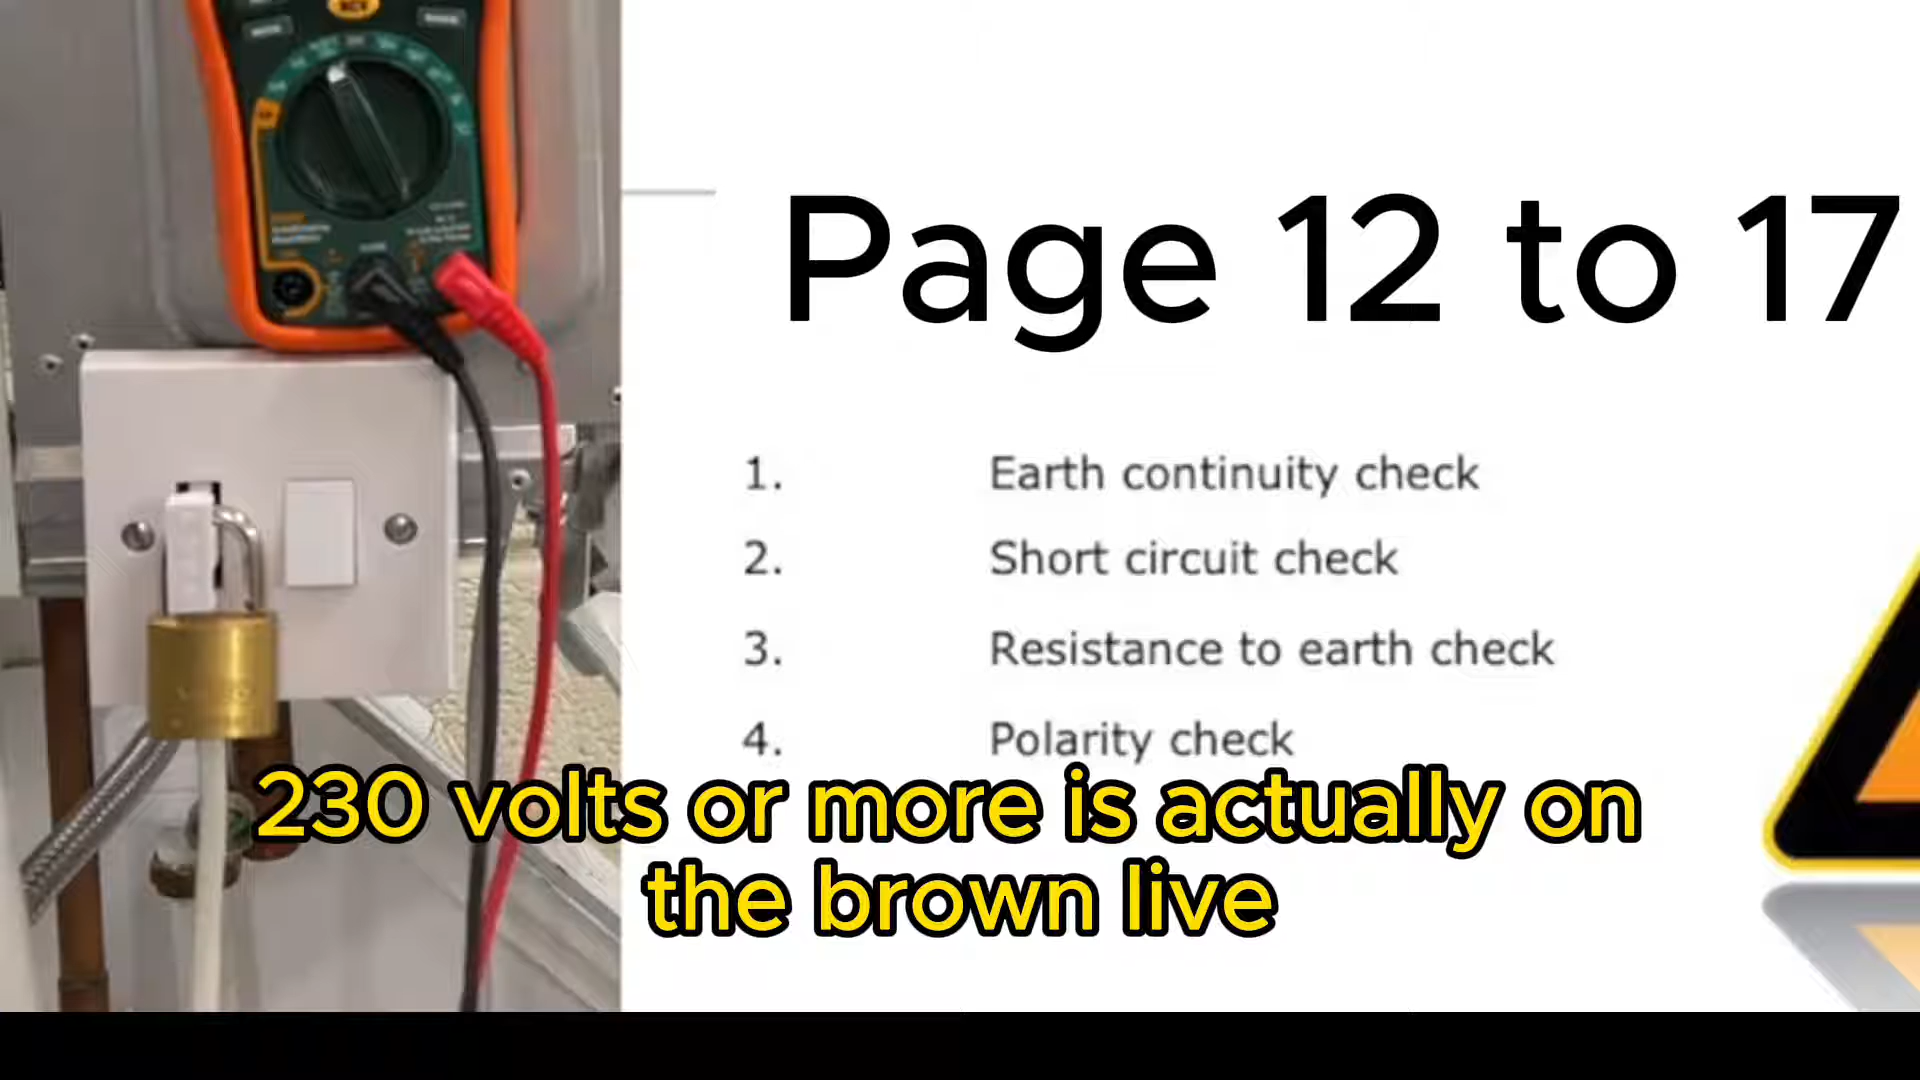 Page 12 to 17
1. Earth continuity check
2. Short circuit check
3. Resistance to earth check
4. Polarity check
230 volts or more is actually on
the brown live